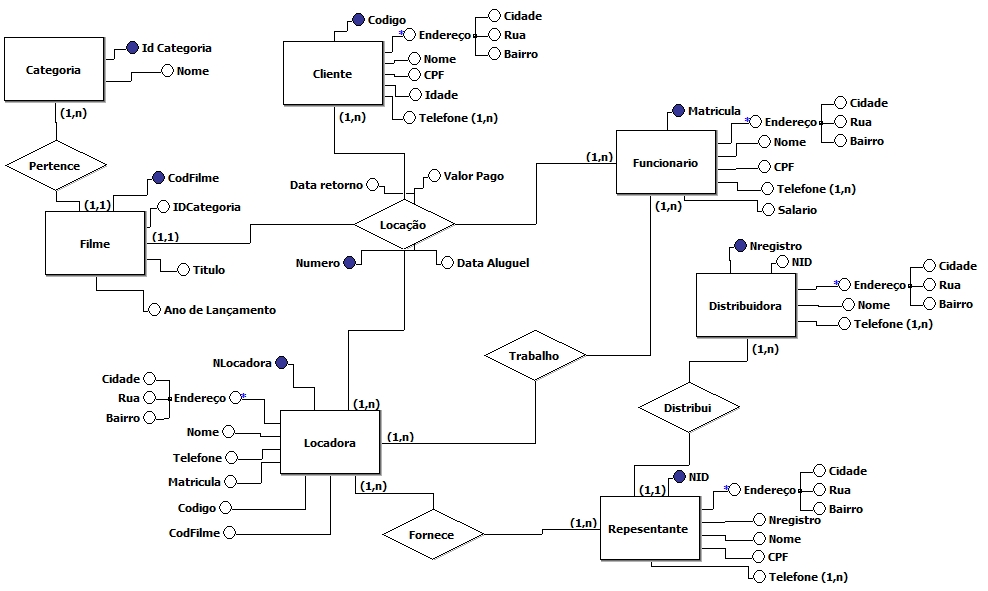 Categoria
Id Categoria
Nome
(1,n)
Pertence
Cliente
Codigo
* Endereço
Cidade
Rua
Bairro
Nome
CPF
Idade
Telefone (1,n)
(1,n)
Filme
CodFilme
(1,1)
IDCategoria
(1,1)
Titulo
Ano de Lançamento
Locação
Data retorno
Valor Pago
Numero
Data Aluguel
Funcionario
(1,n)
Matricula
* Endereço
Cidade
Rua
Bairro
Nome
CPF
Telefone (1,n)
Salario
(1,n)
Distribuidora
Nregistro
NID
* Endereço
Cidade
Rua
Bairro
Nome
Telefone (1,n)
(1,n)
Trabalho
Distribui
Locadora
NLocadora
(1,n)
Cidade
Rua
Bairro
Endereço *
Nome
Telefone
Matricula
Codigo
CodFilme
(1,n)
(1,n)
Fornece
(1,n)
Repesentante
(1,1)
NID
* Endereço
Cidade
Rua
Bairro
Nregistro
Nome
CPF
Telefone (1,n)